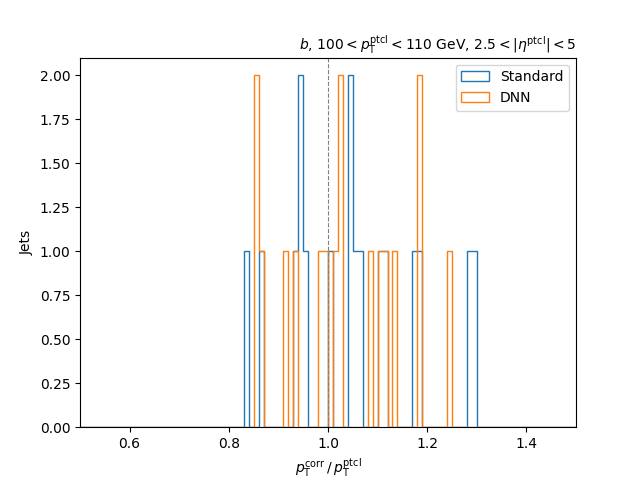 b, 100 < p_T^ptcl < 110 GeV, 2.5 < |η^ptcl| < 5
Standard
DNN
2.00
1.75
1.50
1.25
1.00
0.75
0.50
0.25
0.00
Jets
0.6 0.8 1.0 1.2 1.4
p_T^corr / p_T^ptcl